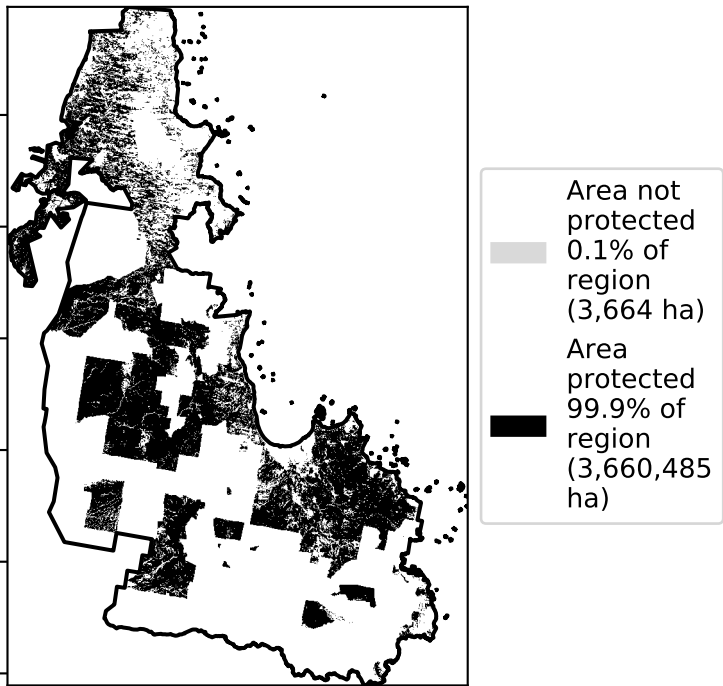 Area not
protected
0.1% of
region
(3,664 ha)
Area
protected
99.9% of
region
(3,660,485
ha)